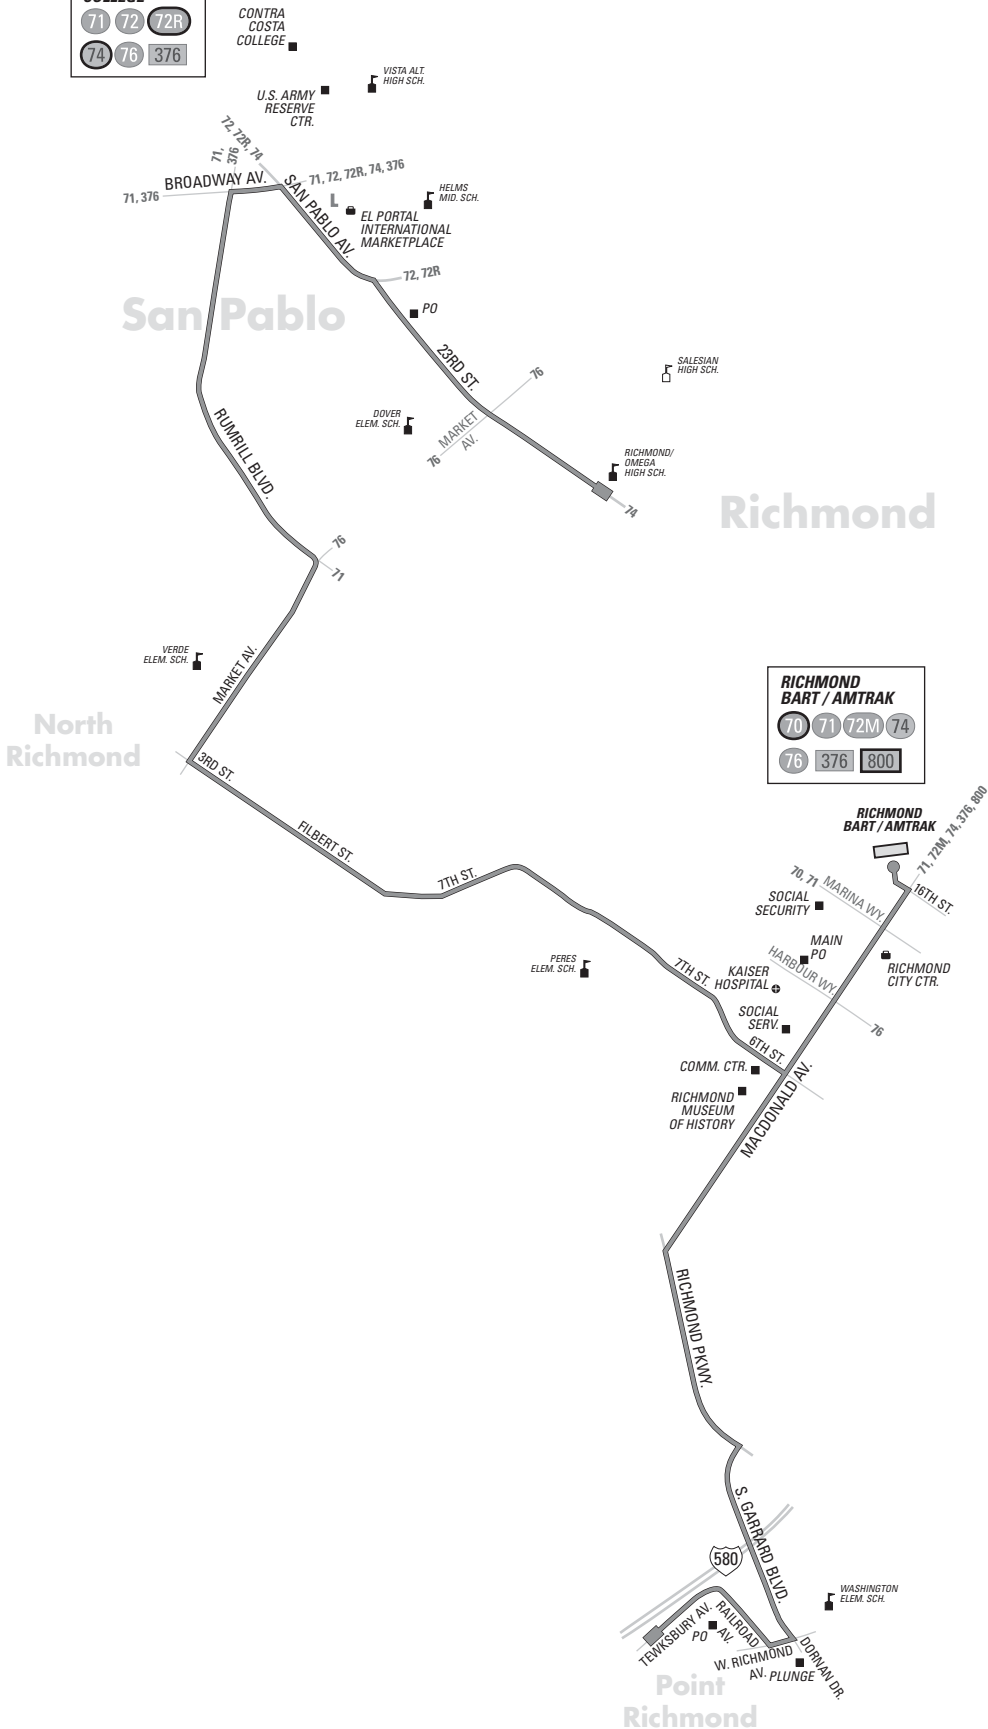 COLLEGE
71 72 72R
74 76 376
CONTRA
COSTA
COLLEGE
VISTA ALT.
HIGH SCH.
U.S. ARMY
RESERVE
CTR.
72, 72R, 74
71,
376
BROADWAY AV.
71, 376
71, 72, 72R, 74, 376
SAN PABLO AV.
L
HELMS
MID. SCH.
EL PORTAL
INTERNATIONAL
MARKETPLACE
72, 72R
San Pablo
PO
23RD ST.
76
SALESIAN
HIGH SCH.
DOVER
ELEM. SCH.
MARKET
AV.
76
RUMRILL BLVD.
RICHMOND/
OMEGA
HIGH SCH.
74
Richmond
76
71
VERDE
ELEM. SCH.
MARKET AV.
North
Richmond
3RD ST.
RICHMOND
BART / AMTRAK
70 71 72M 74
76 376 800
RICHMOND
BART / AMTRAK
71, 72M, 74, 376, 800
FILBERT ST.
7TH ST.
70, 71
MARINA WY.
16TH ST.
SOCIAL
SECURITY
MAIN
PO
HARBOUR WY.
PERES
ELEM. SCH.
7TH ST.
KAISER
HOSPITAL
RICHMOND
CITY CTR.
SOCIAL
SERV.
76
6TH ST.
COMM. CTR.
RICHMOND
MUSEUM
OF HISTORY
MACDONALD AV.
RICHMOND PKWY.
S. GARRARD BLVD.
580
WASHINGTON
ELEM. SCH.
TEWKSBURY AV.
PO
RAILROAD
AV.
W. RICHMOND
AV.
PLUNGE
DORNAN DR.
Point
Richmond